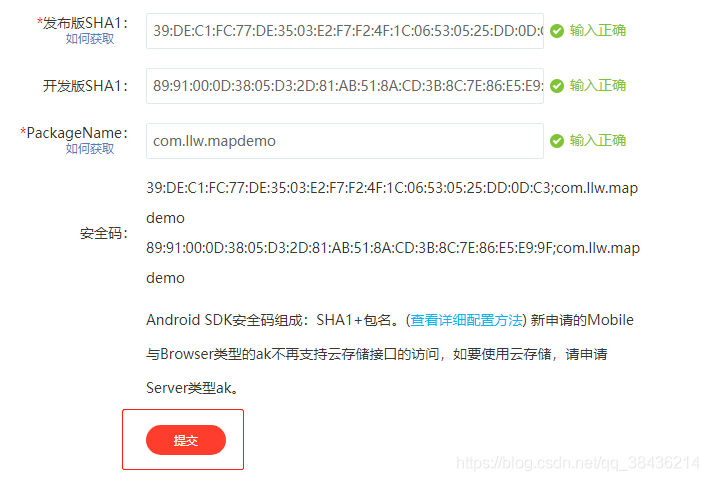 *发布版SHA1：
39:DE:C1:FC:77:DE:35:03:E2:F7:F2:4F:1C:06:53:05:25:DD:0D:C
输入正确
如何获取
开发版SHA1：
89:91:00:0D:38:05:D3:2D:81:AB:51:8A:CD:3B:8C:7E:86:E5:E9:
输入正确
*PackageName：
com.llw.mapdemo
输入正确
如何获取
安全码：
39:DE:C1:FC:77:DE:35:03:E2:F7:F2:4F:1C:06:53:05:25:DD:0D:C3;com.llw.map
demo
89:91:00:0D:38:05:D3:2D:81:AB:51:8A:CD:3B:8C:7E:86:E5:E9:9F;com.llw.map
demo
Android SDK安全码组成：SHA1+包名。(查看详细配置方法) 新申请的Mobile
与Browser类型的ak不再支持云存储接口的访问，如要使用云存储，请申请
Server类型ak。
提交
https://blog.csdn.net/qq_38436214